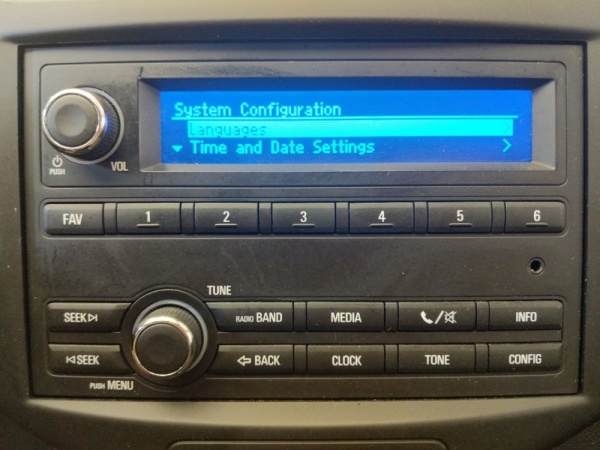 System Configuration
Languages
Time and Date Settings
PUSH
VOL
FAV 1 2 3 4 5 6
TUNE
SEEK
RADIO BAND MEDIA INFO
SEEK
BACK CLOCK TONE CONFIG
PUSH MENU